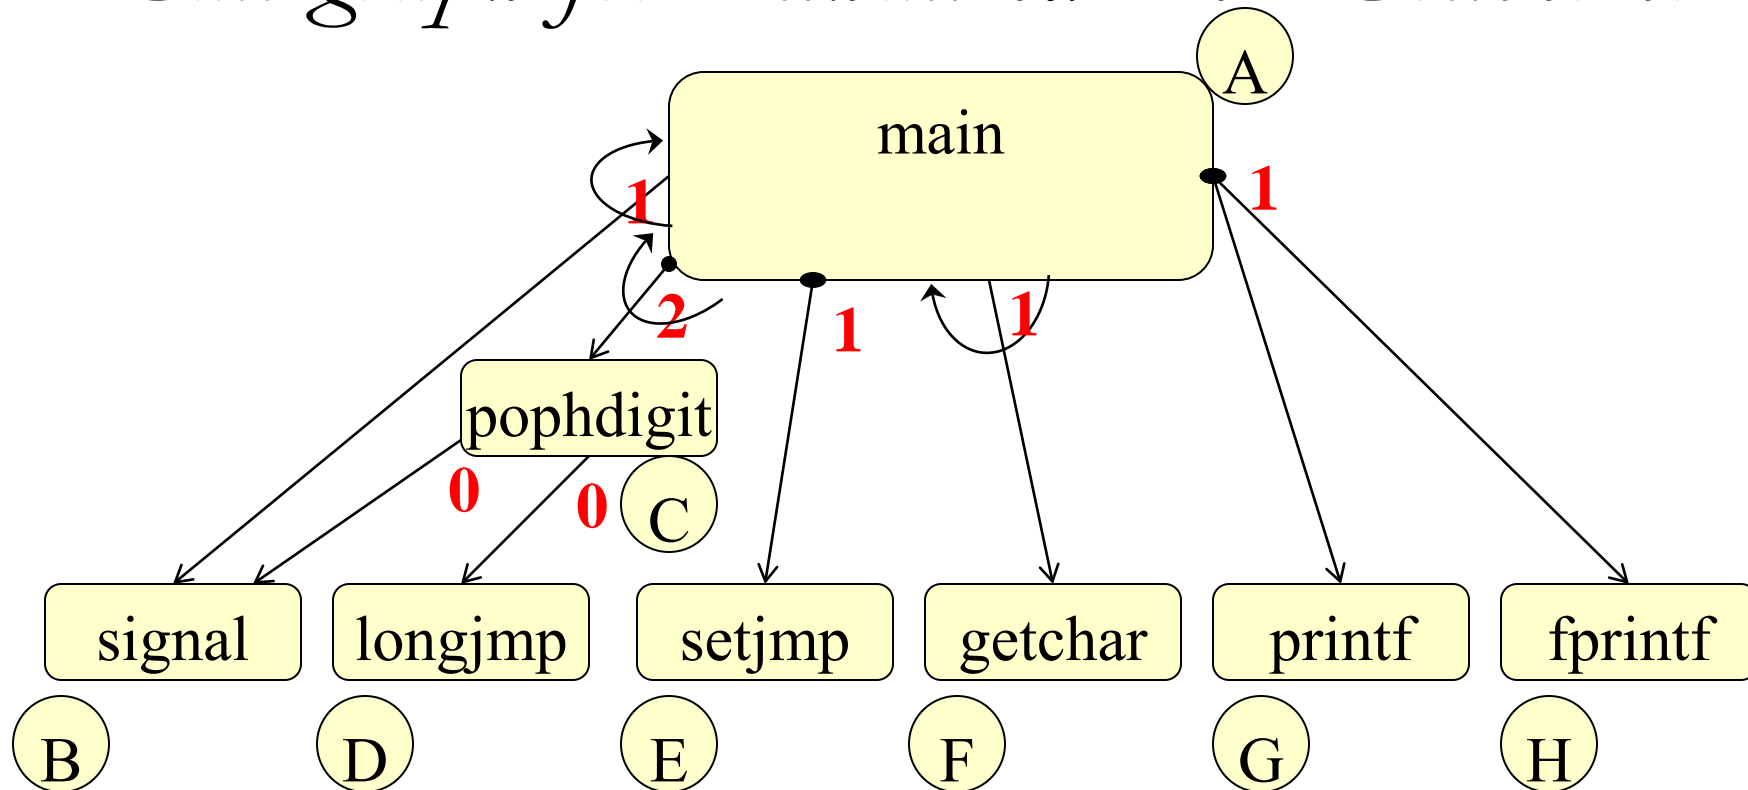 A
main
1
1
2
1
1
pophdigit
0
0
C
signal
longjmp
setjmp
getchar
printf
fprintf
B
D
E
F
G
H